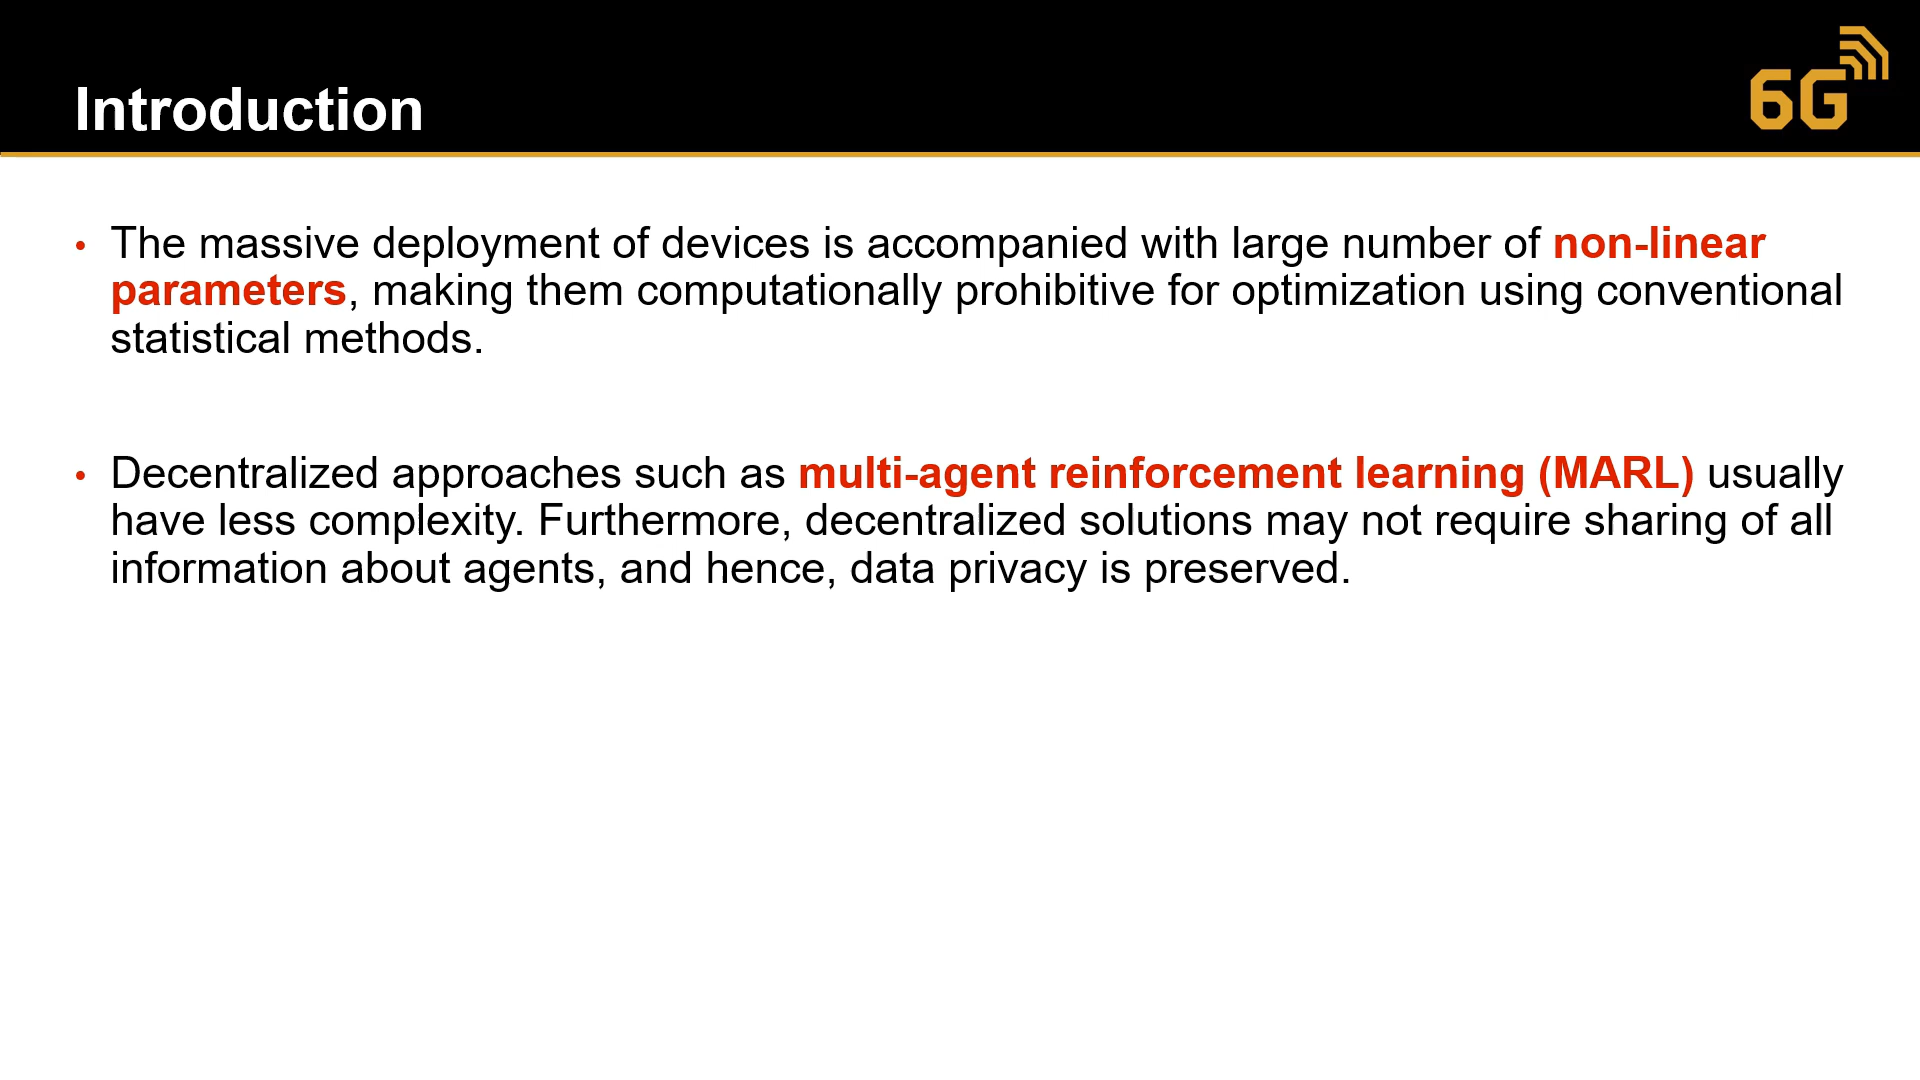 Introduction
6G
• The massive deployment of devices is accompanied with large number of non-linear
parameters, making them computationally prohibitive for optimization using conventional
statistical methods.
• Decentralized approaches such as multi-agent reinforcement learning (MARL) usually
have less complexity. Furthermore, decentralized solutions may not require sharing of all
information about agents, and hence, data privacy is preserved.